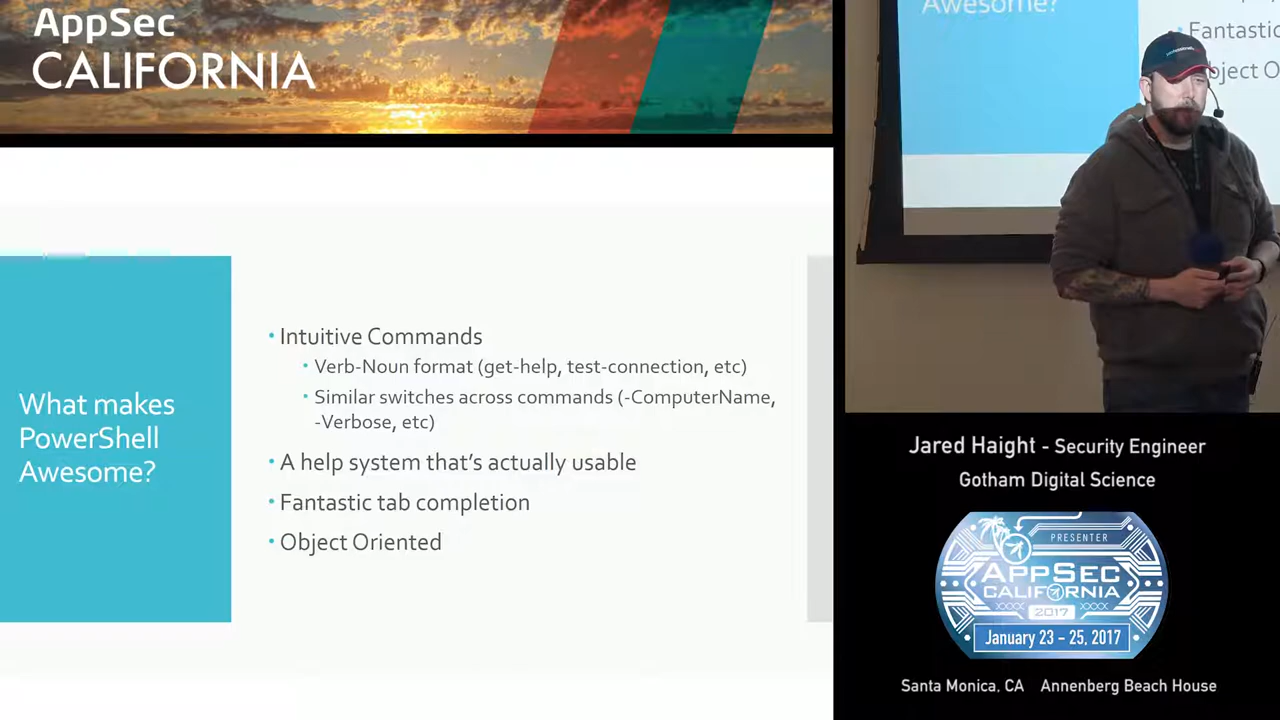 AppSec
CALIFORNIA
What makes
PowerShell
Awesome?
• Intuitive Commands
• Verb-Noun format (get-help, test-connection, etc)
• Similar switches across commands (-ComputerName,
-Verbose, etc)
• A help system that's actually usable
• Fantastic tab completion
• Object Oriented
Awesome?
• Fantastic
bject O
Jared Haight - Security Engineer
Gotham Digital Science
PRESENTER
APPSEC
CALIFORNIA
2017
January 23 - 25, 2017
Santa Monica, CA Annenberg Beach House